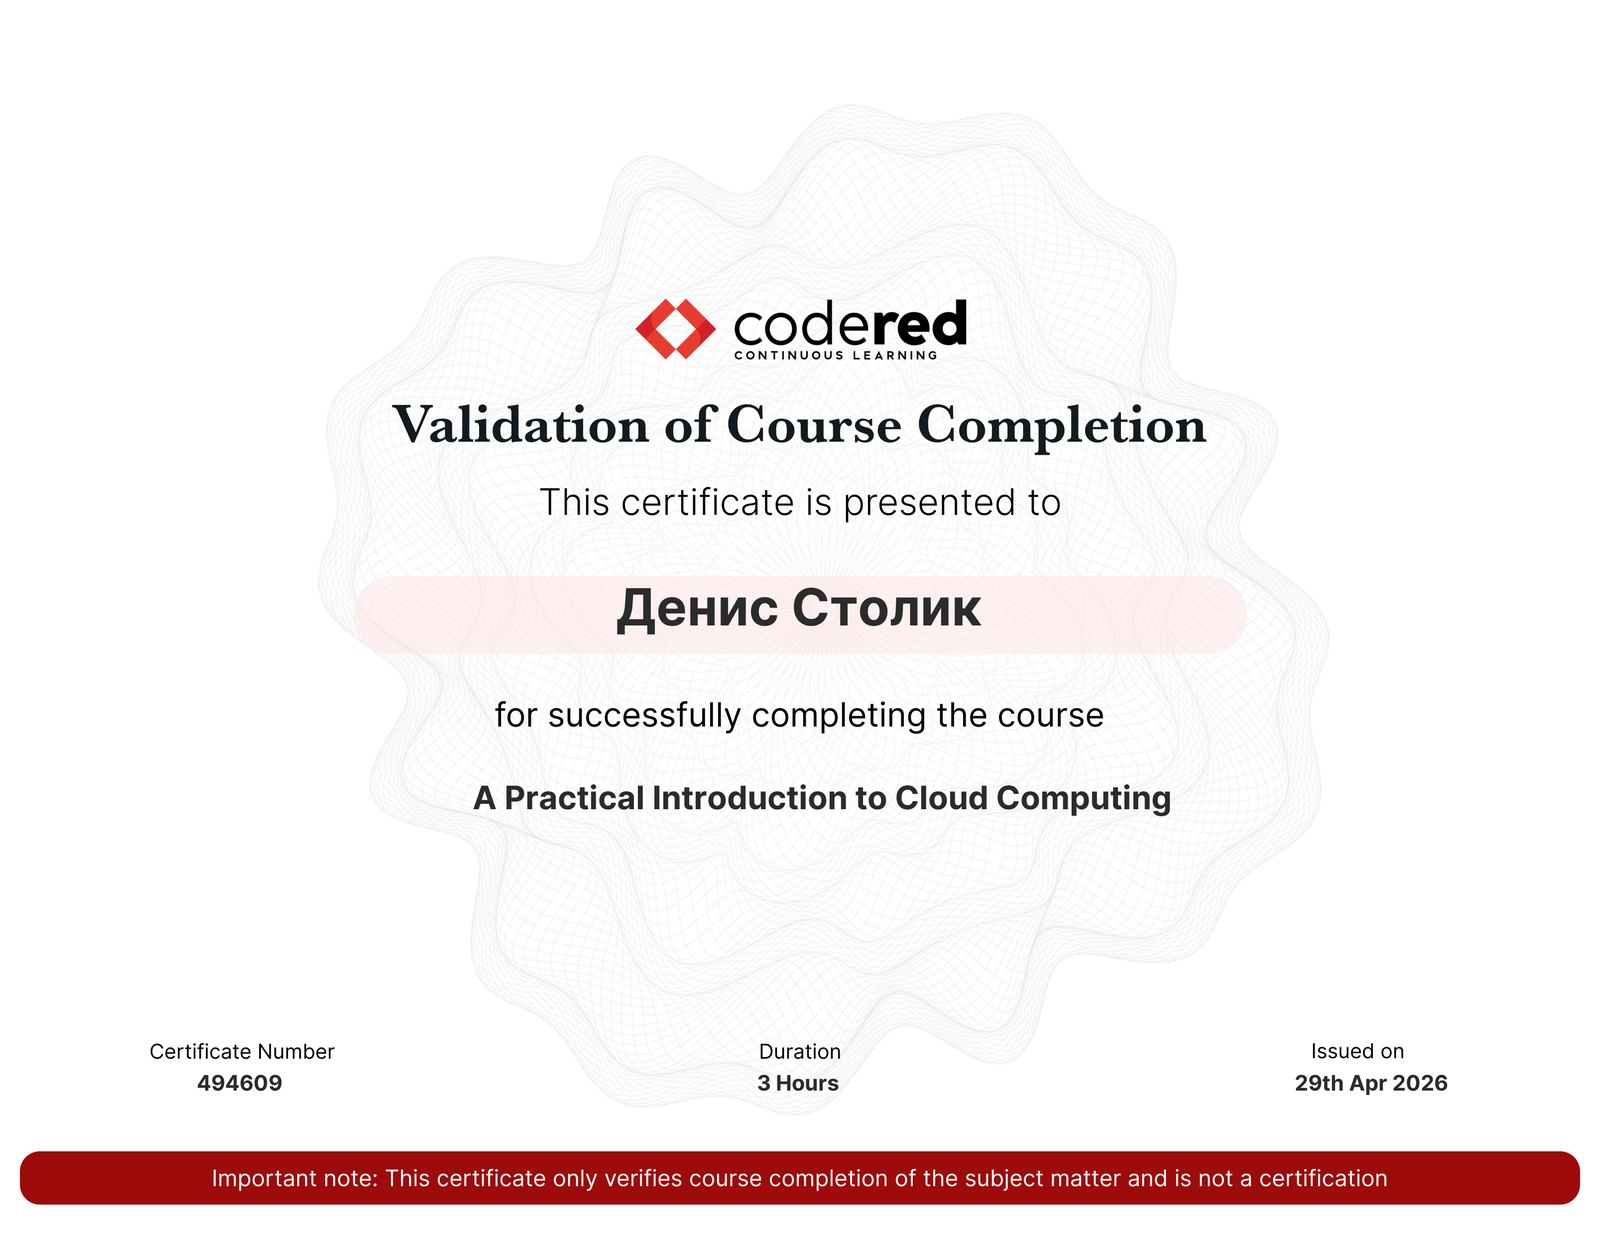 codered
CONTINUOUS LEARNING
Validation of Course Completion
This certificate is presented to
Денис Столик
for successfully completing the course
A Practical Introduction to Cloud Computing
Certificate Number
494609
Duration
3 Hours
Issued on
29th Apr 2026
Important note: This certificate only verifies course completion of the subject matter and is not a certification